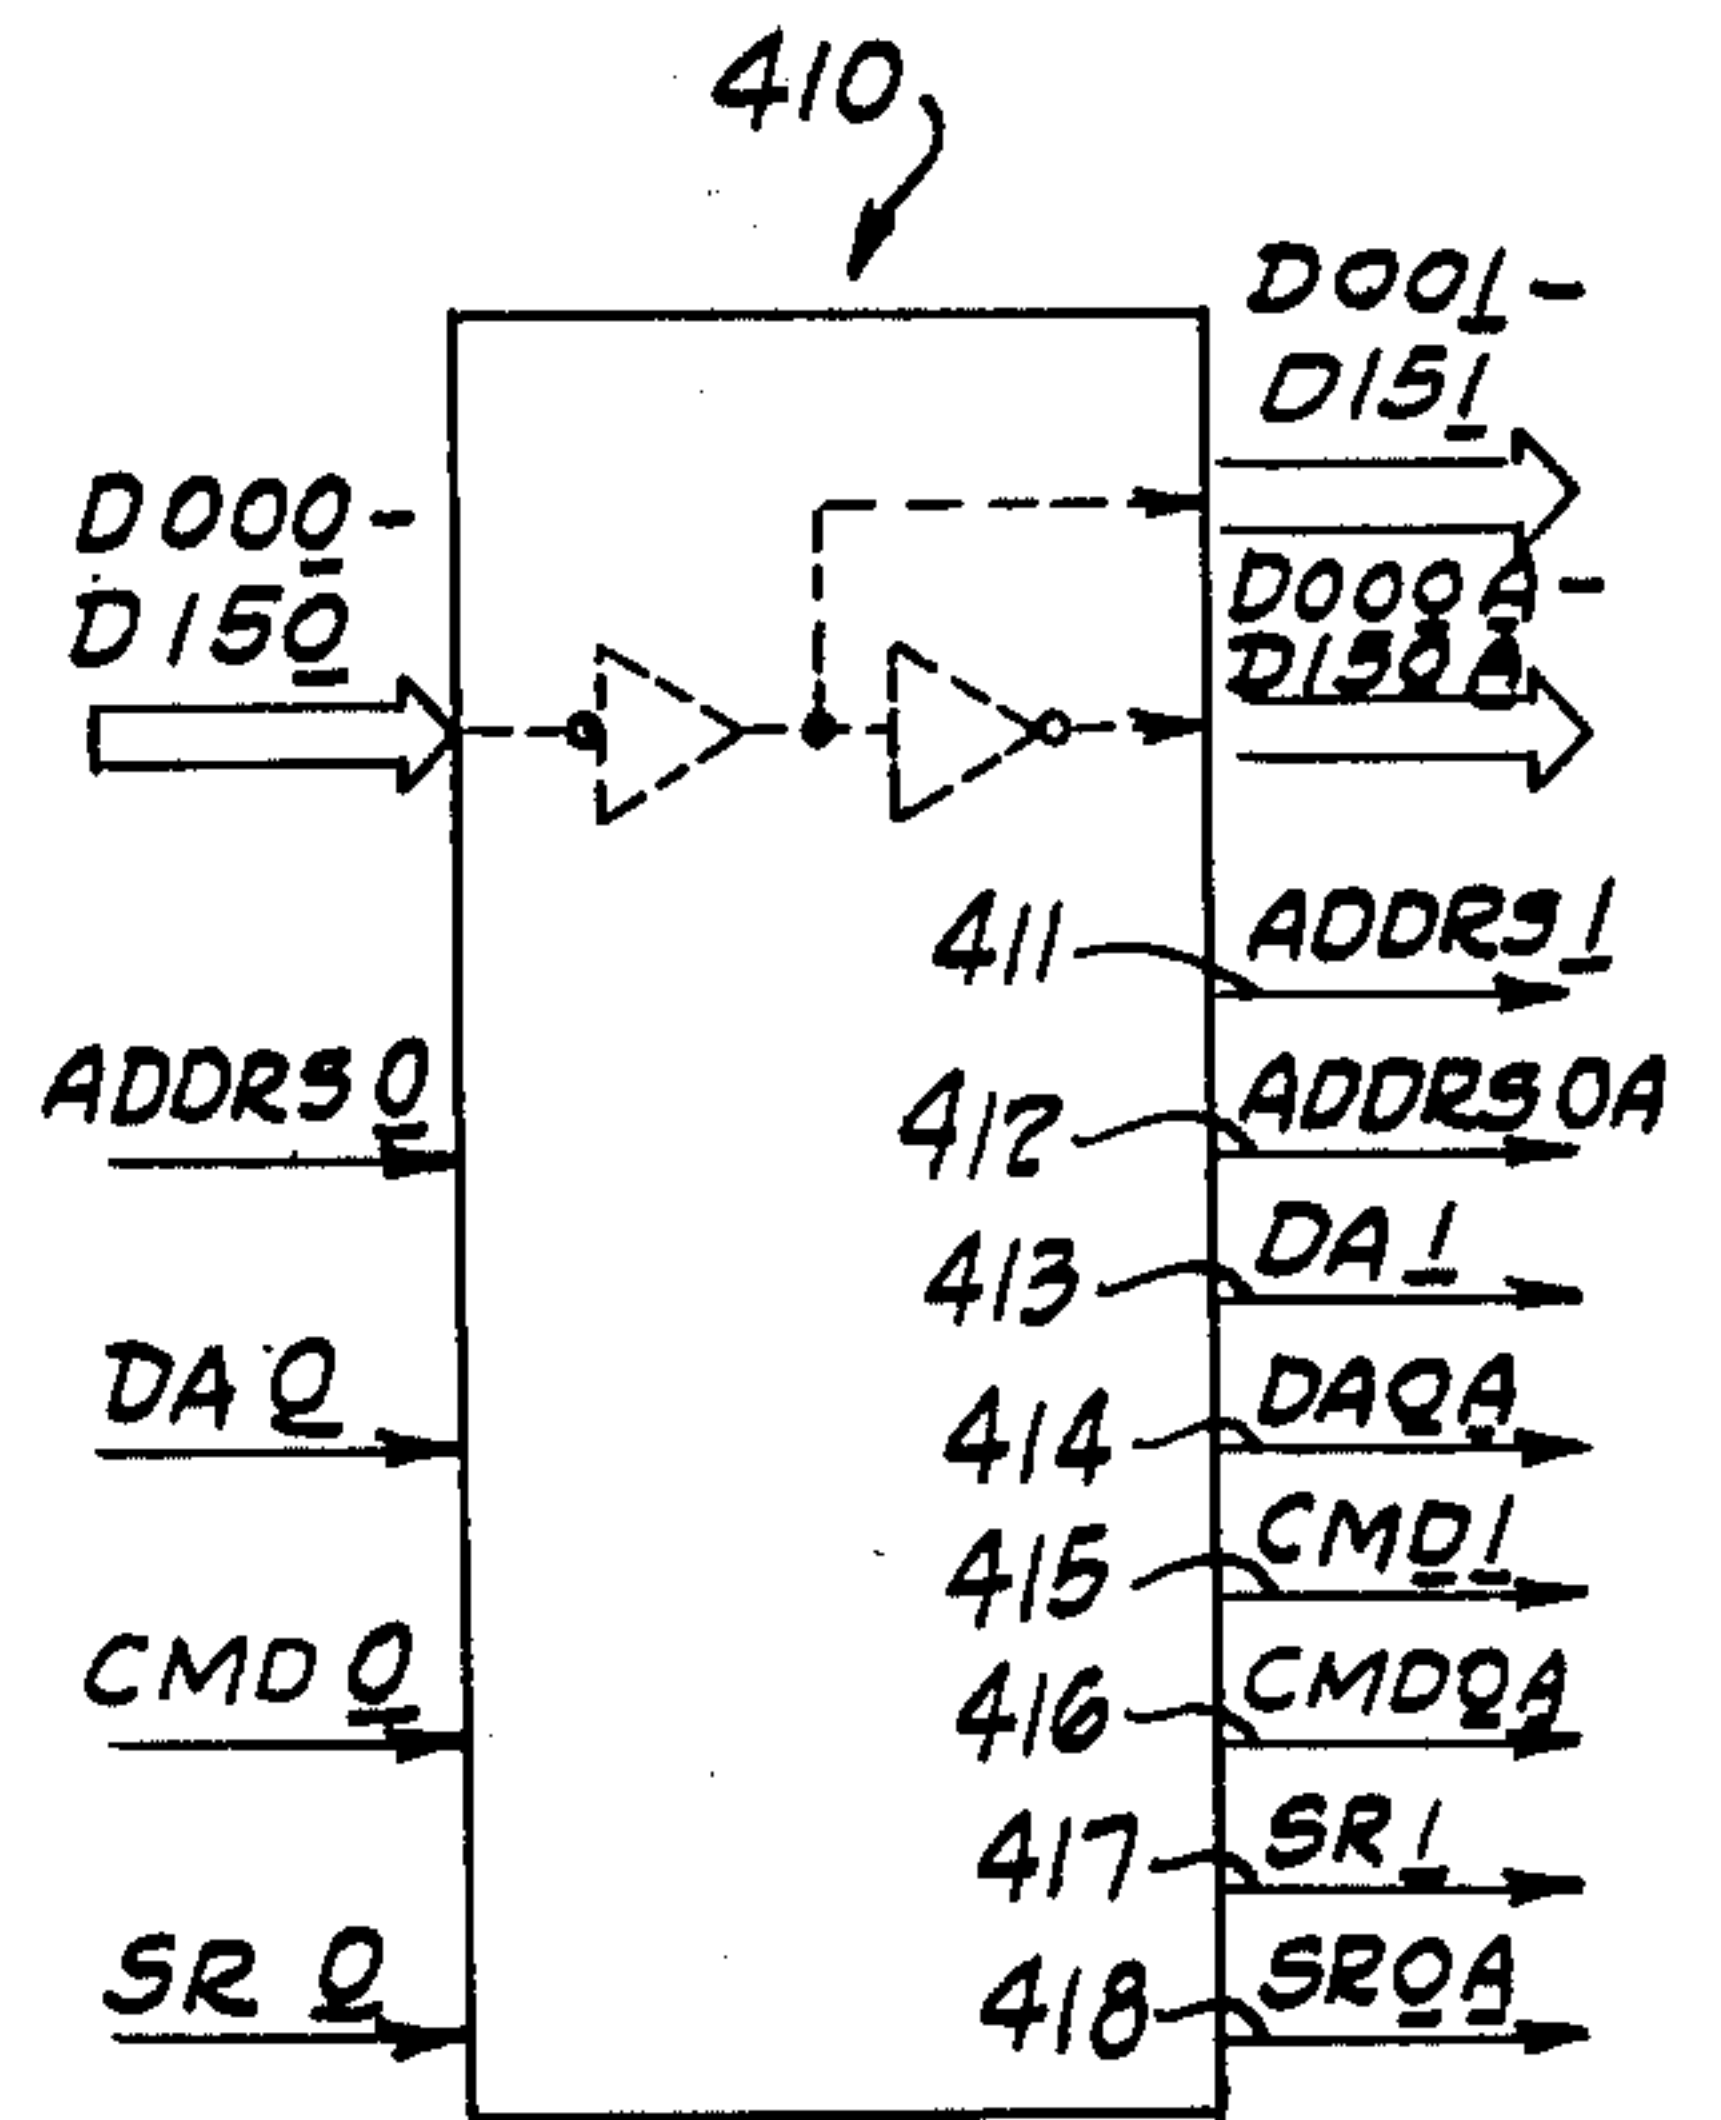 410
D001-
D151
D000-
D150
D000A-
D150A
411
ADDRS1
ADDRS0
412
ADDRS0A
413
DA1
DA0
414
DA0A
415
CMD1
CMD0
416
CMD0A
417
SR1
SR0
418
SR0A